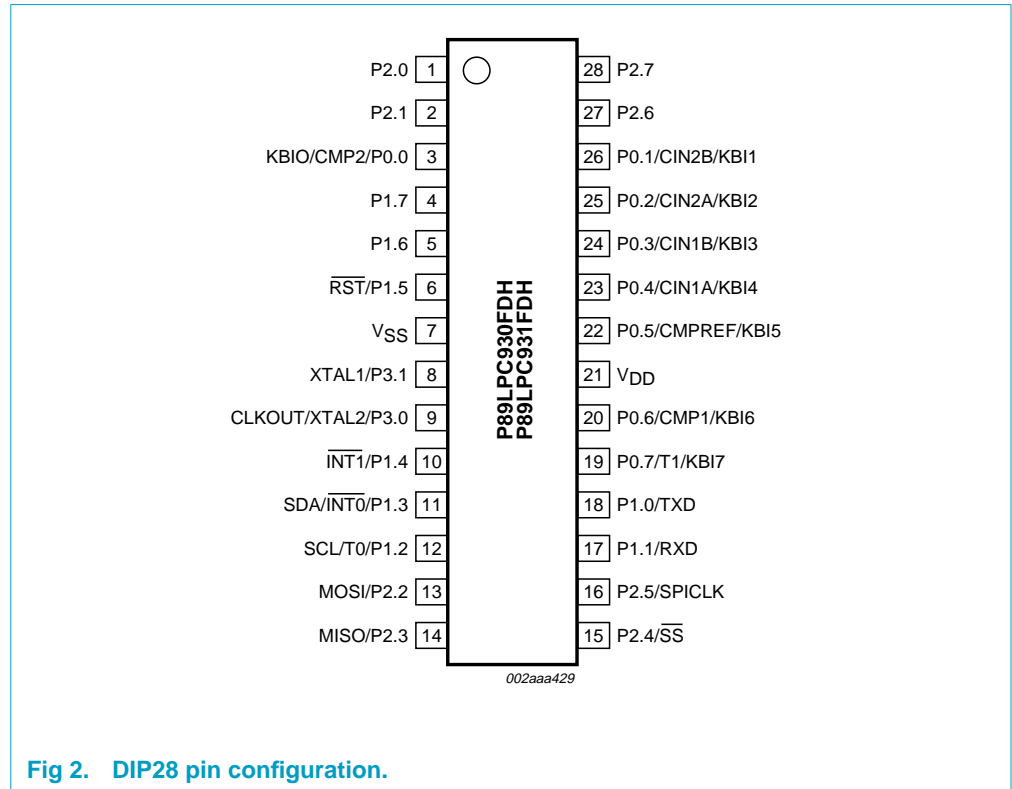 P2.0 1 28 P2.7
P2.1 2 27 P2.6
KBIO/CMP2/P0.0 3 26 P0.1/CIN2B/KBI1
P1.7 4 25 P0.2/CIN2A/KBI2
P1.6 5 24 P0.3/CIN1B/KBI3
R̅S̅T̅/P1.5 6 23 P0.4/CIN1A/KBI4
VSS 7 22 P0.5/CMPREF/KBI5
XTAL1/P3.1 8 21 VDD
CLKOUT/XTAL2/P3.0 9 20 P0.6/CMP1/KBI6
I̅N̅T̅1̅/P1.4 10 19 P0.7/T1/KBI7
SDA/I̅N̅T̅0̅/P1.3 11 18 P1.0/TXD
SCL/T0/P1.2 12 17 P1.1/RXD
MOSI/P2.2 13 16 P2.5/SPICLK
MISO/P2.3 14 15 P2.4/S̅S̅
P89LPC930FDH
P89LPC931FDH
002aaa429
Fig 2. DIP28 pin configuration.